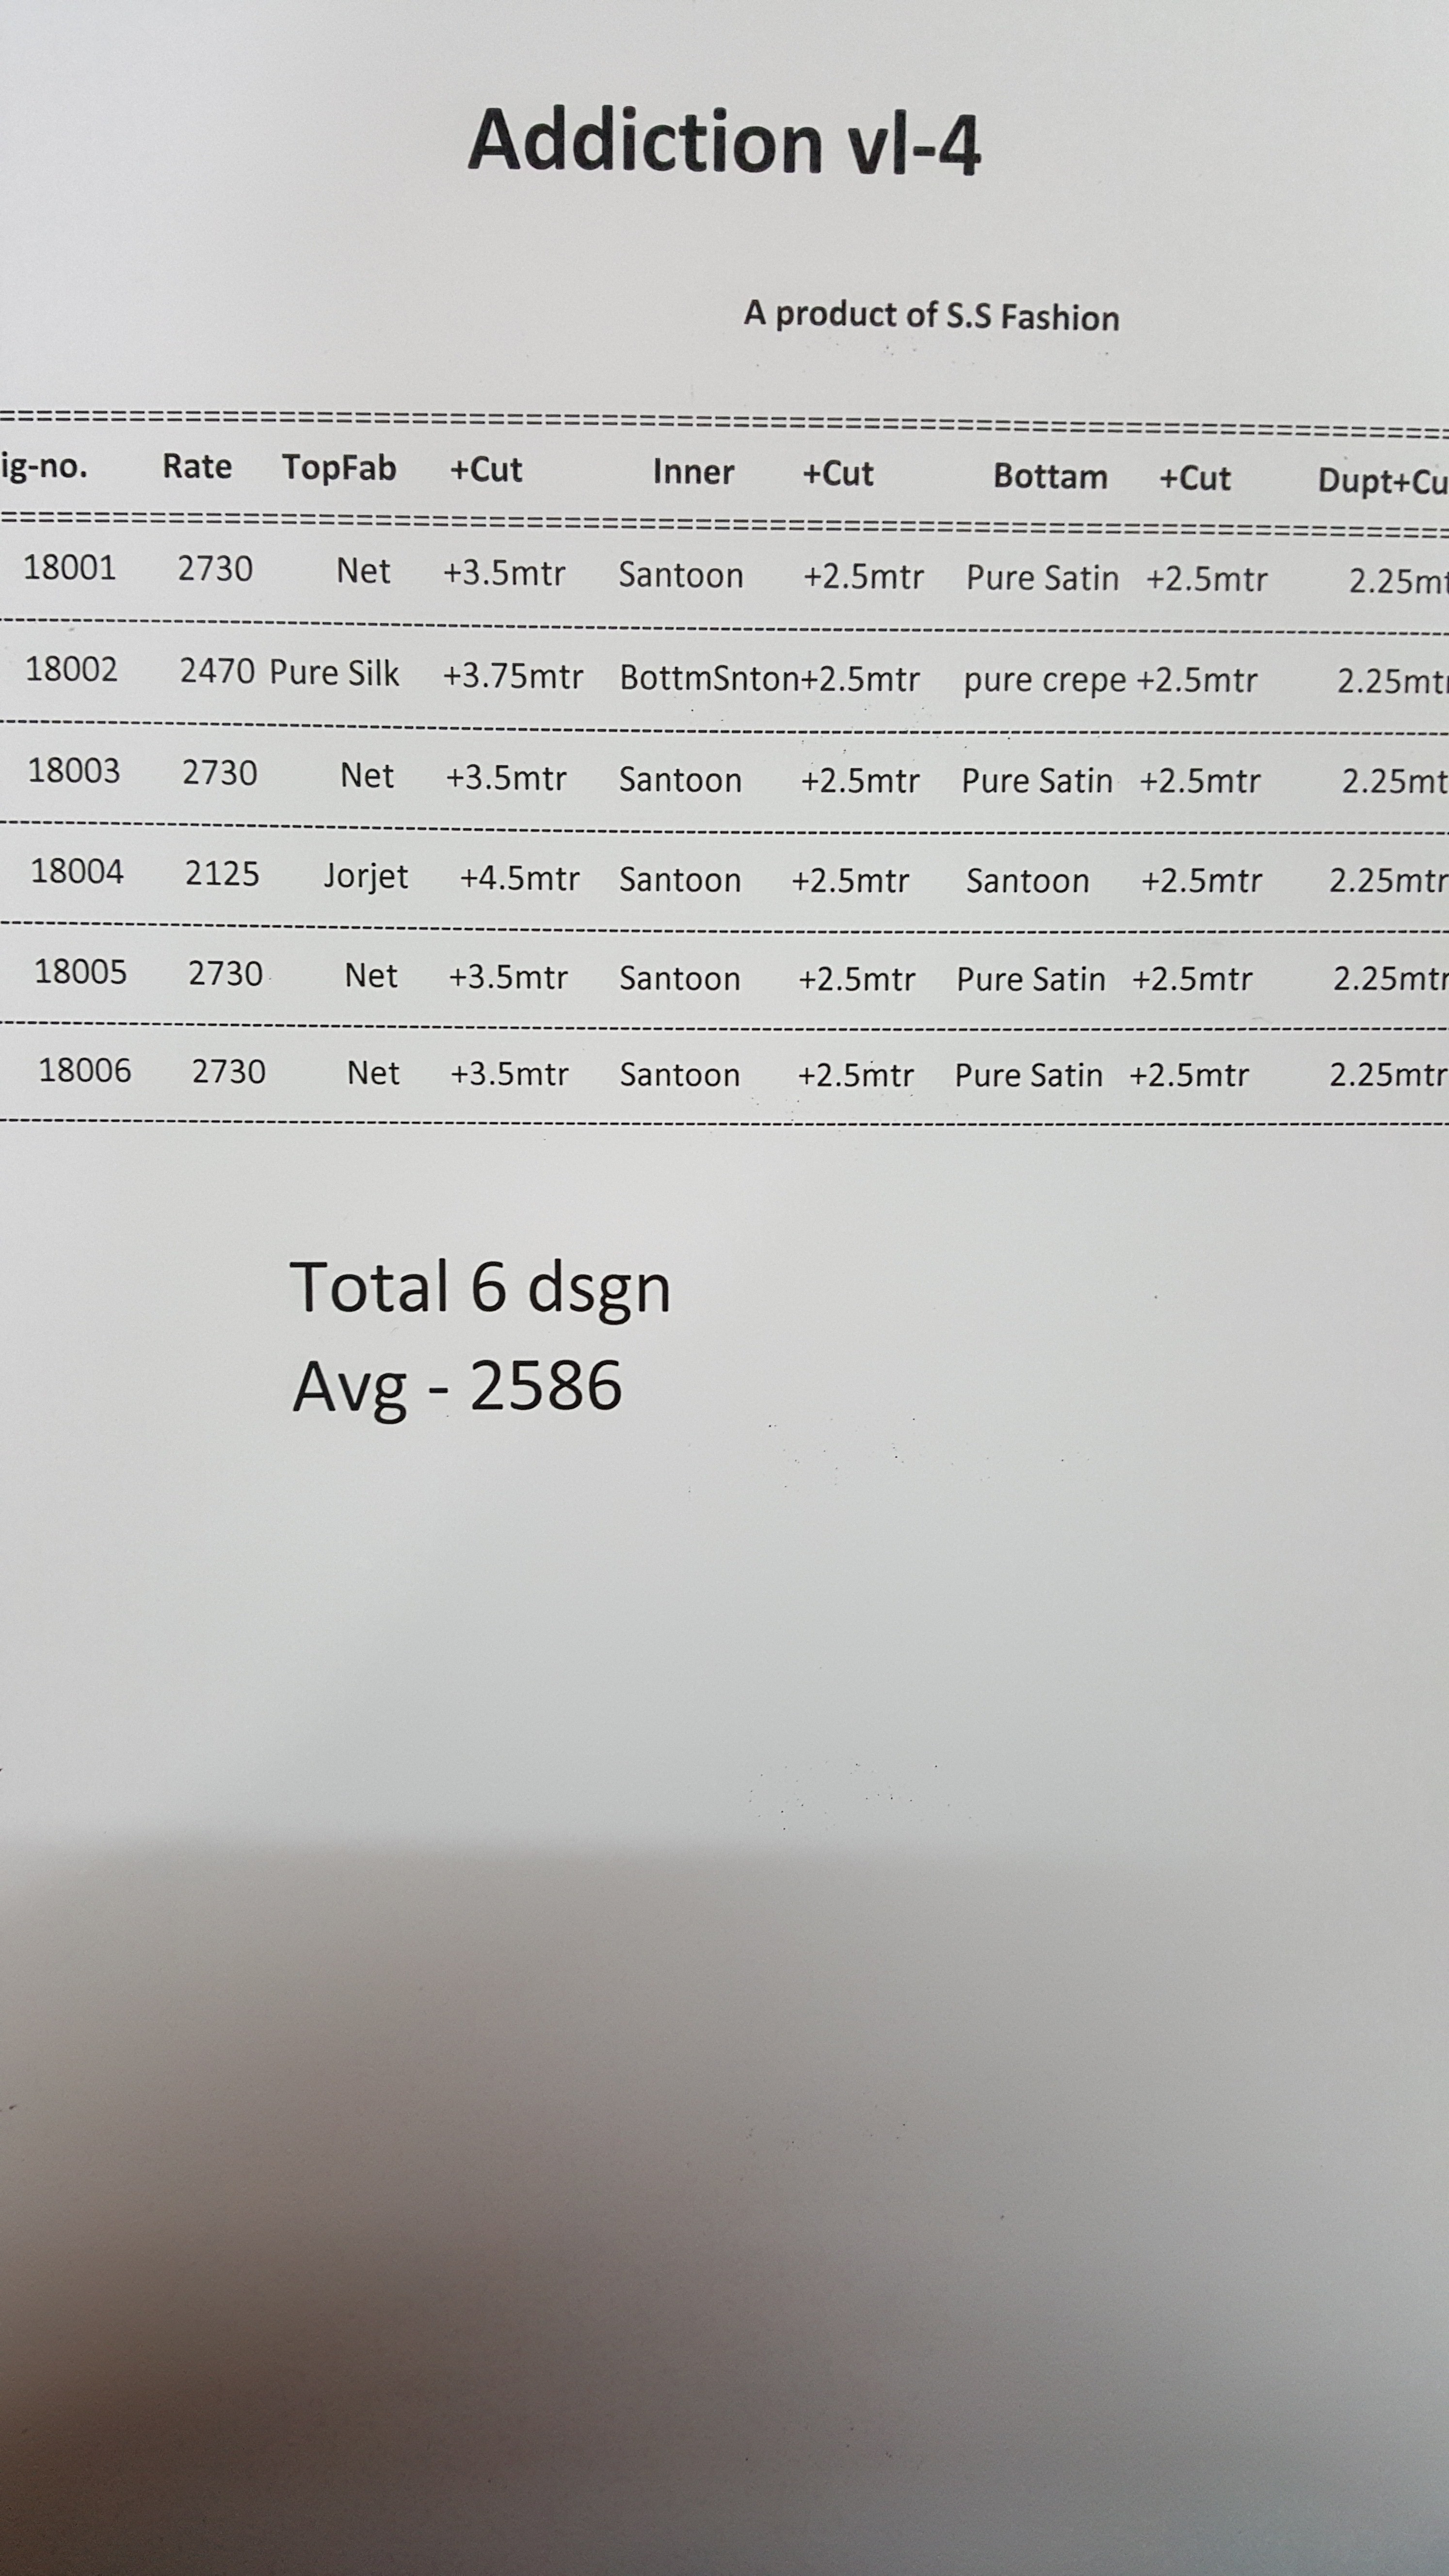 Addiction vl-4
A product of S.S Fashion
================================================================
ig-no. Rate TopFab +Cut Inner +Cut Bottam +Cut Dupt+Cu
================================================================
18001 2730 Net +3.5mtr Santoon +2.5mtr Pure Satin +2.5mtr 2.25mt
18002 2470 Pure Silk +3.75mtr BottmSnton+2.5mtr pure crepe +2.5mtr 2.25mtr
18003 2730 Net +3.5mtr Santoon +2.5mtr Pure Satin +2.5mtr 2.25mt
18004 2125 Jorjet +4.5mtr Santoon +2.5mtr Santoon +2.5mtr 2.25mtr
18005 2730 Net +3.5mtr Santoon +2.5mtr Pure Satin +2.5mtr 2.25mtr
18006 2730 Net +3.5mtr Santoon +2.5mtr Pure Satin +2.5mtr 2.25mtr
Total 6 dsgn
Avg - 2586